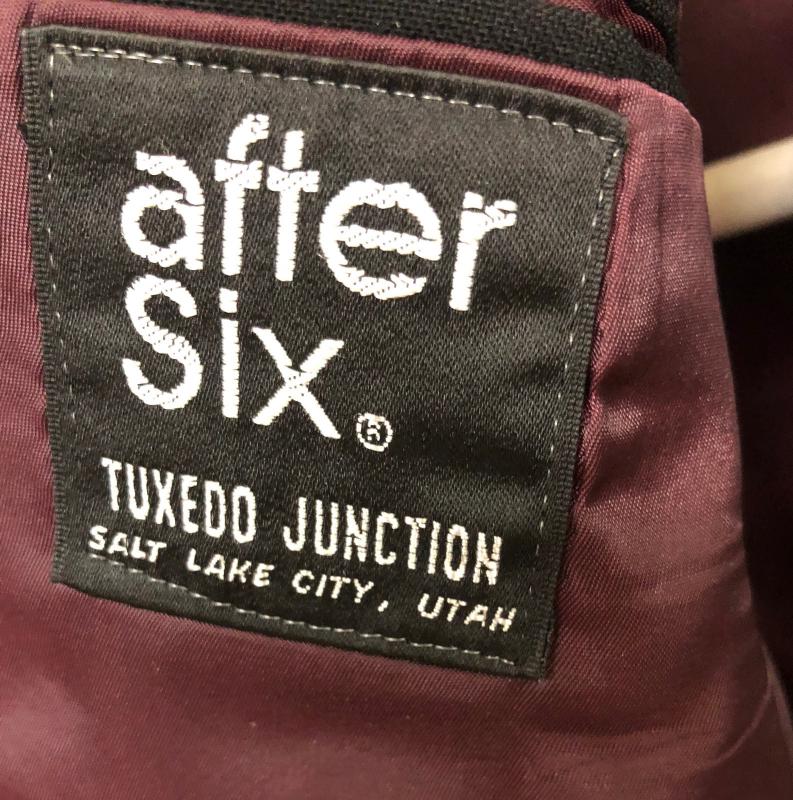 after
Six®
TUXEDO JUNCTION
SALT LAKE CITY, UTAH